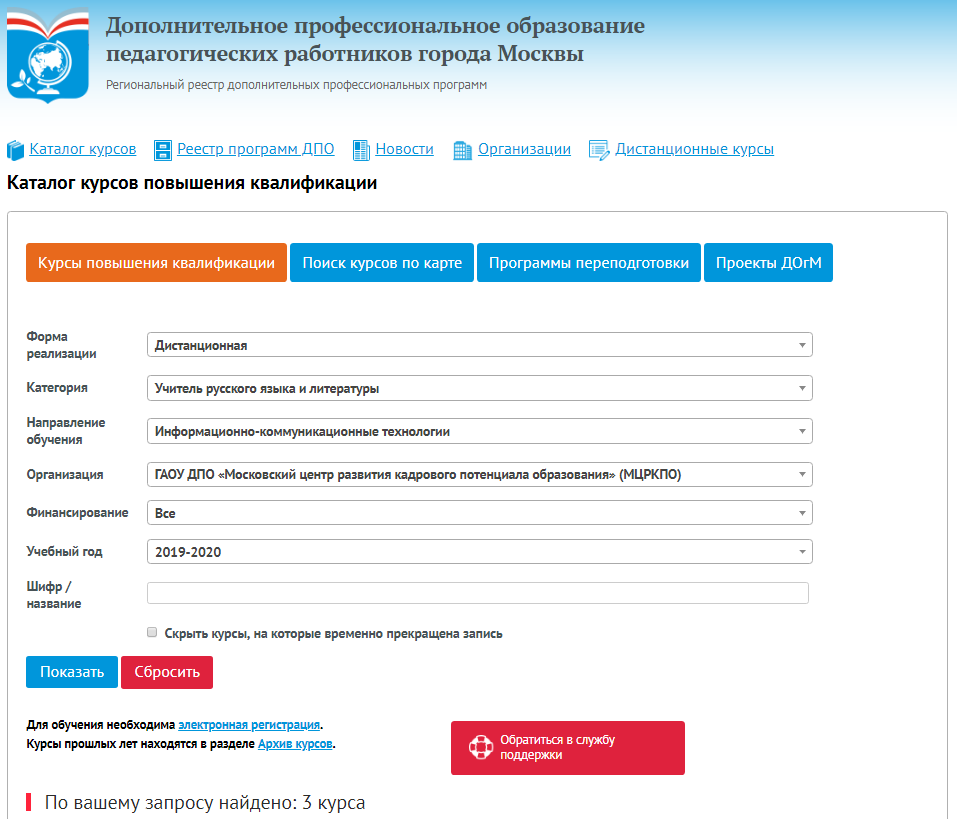 Дополнительное профессиональное образование
педагогических работников города Москвы
Региональный реестр дополнительных профессиональных программ
Каталог курсов Реестр программ ДПО Новости Организации Дистанционные курсы
Каталог курсов повышения квалификации
Курсы повышения квалификации Поиск курсов по карте Программы переподготовки Проекты ДОгМ
Форма
реализации
Дистанционная
Категория
Учитель русского языка и литературы
Направление
обучения
Информационно-коммуникационные технологии
Организация
ГАОУ ДПО «Московский центр развития кадрового потенциала образования» (МЦРКПО)
Финансирование
Все
Учебный год
2019-2020
Шифр /
название
Скрыть курсы, на которые временно прекращена запись
Показать Сбросить
Для обучения необходима электронная регистрация.
Курсы прошлых лет находятся в разделе Архив курсов.
Обратиться в службу
поддержки
По вашему запросу найдено: 3 курса